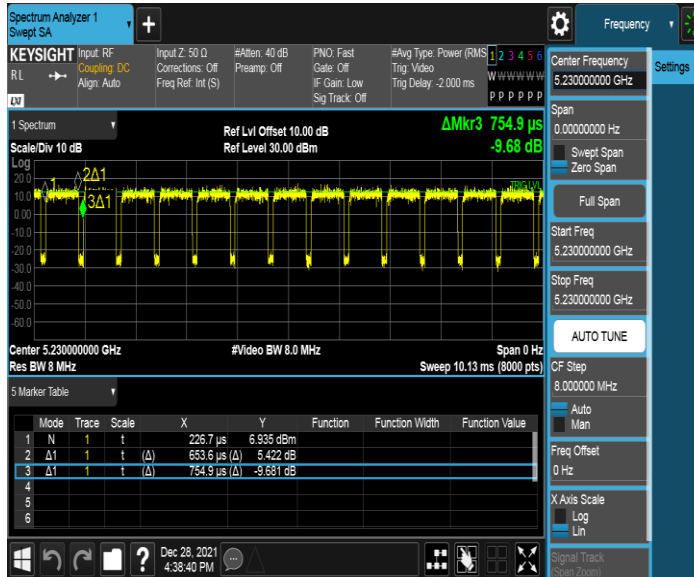 Spectrum Analyzer 1
Swept SA
Frequency
KEYSIGHT
RL
LXI
Input: RF
Coupling: DC
Align: Auto
Input Z: 50 Ω
Corrections: Off
Freq Ref: Int (S)
#Atten: 40 dB
Preamp: Off
PNO: Fast
Gate: Off
IF Gain: Low
Sig Track: Off
#Avg Type: Power (RMS
Trig: Video
Trig Delay: -2.000 ms
1 2 3 4 5 6
W W W W W W
P P P P P P
Center Frequency
5.230000000 GHz
Settings
Span
0.00000000 Hz
Swept Span
Zero Span
Full Span
Start Freq
5.230000000 GHz
Stop Freq
5.230000000 GHz
AUTO TUNE
CF Step
8.000000 MHz
Auto
Man
Freq Offset
0 Hz
X Axis Scale
Log
Lin
Signal Track
(Span Zoom)
1 Spectrum
Scale/Div 10 dB
Ref Lvl Offset 10.00 dB
Ref Level 30.00 dBm
ΔMkr3 754.9 µs
-9.68 dB
Log
20.0
10.0
0.00
-10.0
-20.0
-30.0
-40.0
-50.0
-60.0
1
2Δ1
3Δ1
TRIG LVL
Center 5.230000000 GHz
#Video BW 8.0 MHz
Span 0 Hz
Res BW 8 MHz
Sweep 10.13 ms (8000 pts)
5 Marker Table
Mode Trace Scale X Y Function Function Width Function Value
1 N 1 t 226.7 µs 6.935 dBm
2 Δ1 1 t (Δ) 653.6 µs (Δ) 5.422 dB
3 Δ1 1 t (Δ) 754.9 µs (Δ) -9.681 dB
4
5
6
?
Dec 28, 2021
4:38:40 PM